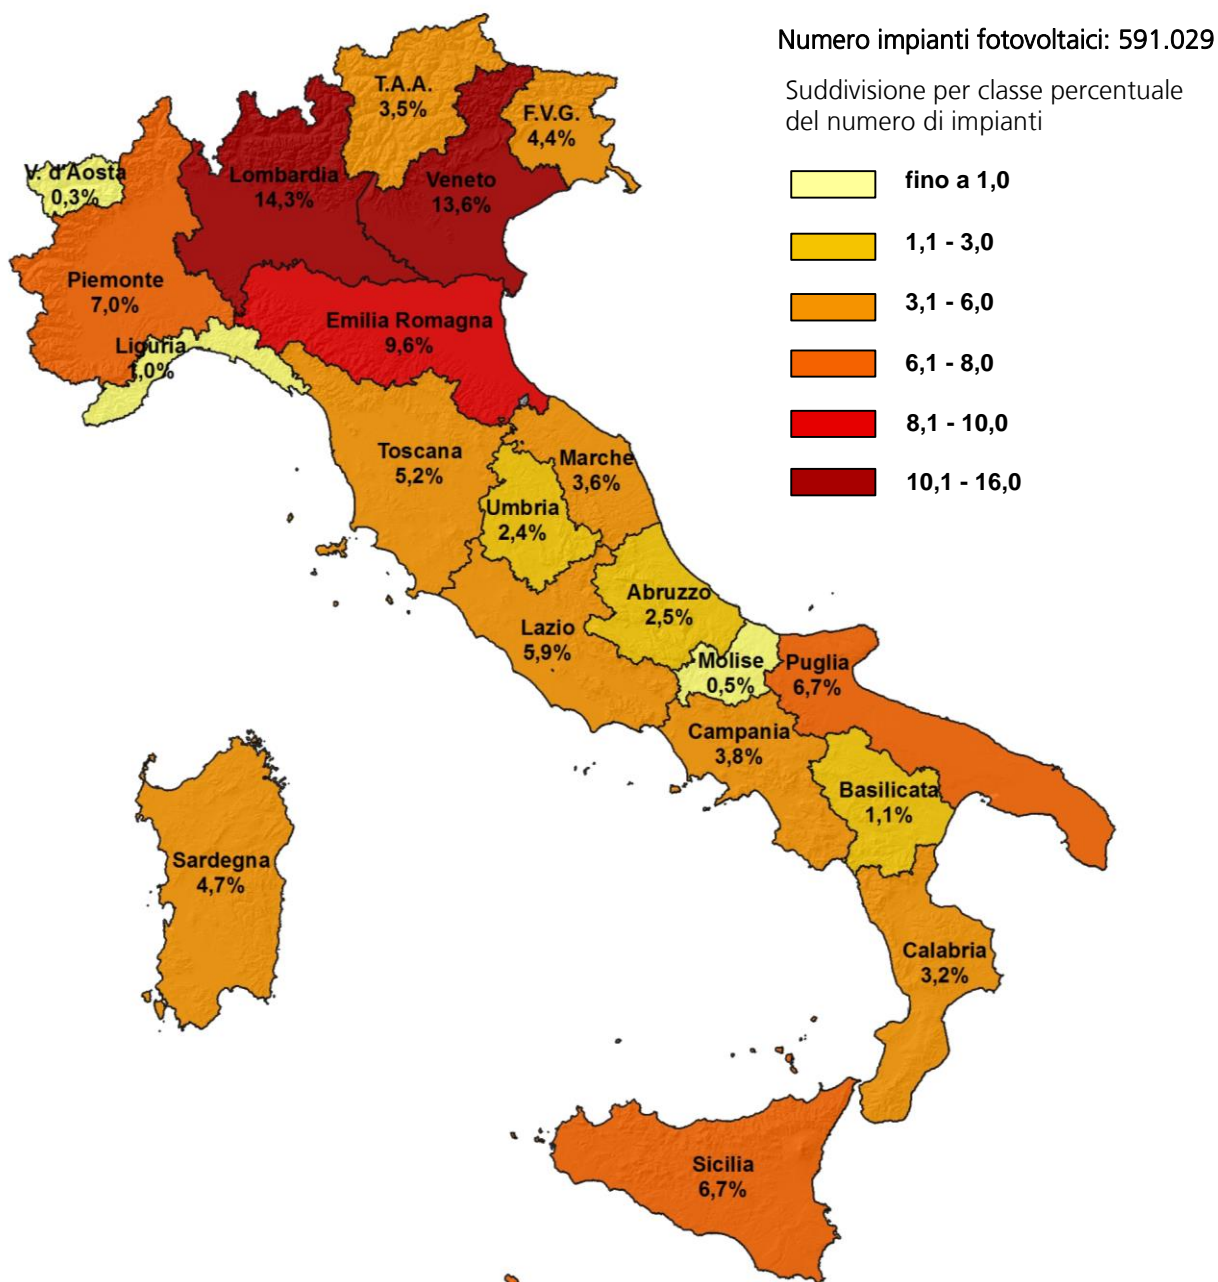 Numero impianti fotovoltaici: 591.029
Suddivisione per classe percentuale
del numero di impianti
fino a 1,0
1,1 - 3,0
3,1 - 6,0
6,1 - 8,0
8,1 - 10,0
10,1 - 16,0
T.A.A.
3,5%
F.V.G.
4,4%
V. d'Aosta
0,3%
Lombardia
14,3%
Veneto
13,6%
Piemonte
7,0%
Emilia Romagna
9,6%
Liguria
1,0%
Toscana
5,2%
Marche
3,6%
Umbria
2,4%
Abruzzo
2,5%
Lazio
5,9%
Molise
0,5%
Puglia
6,7%
Campania
3,8%
Basilicata
1,1%
Sardegna
4,7%
Calabria
3,2%
Sicilia
6,7%